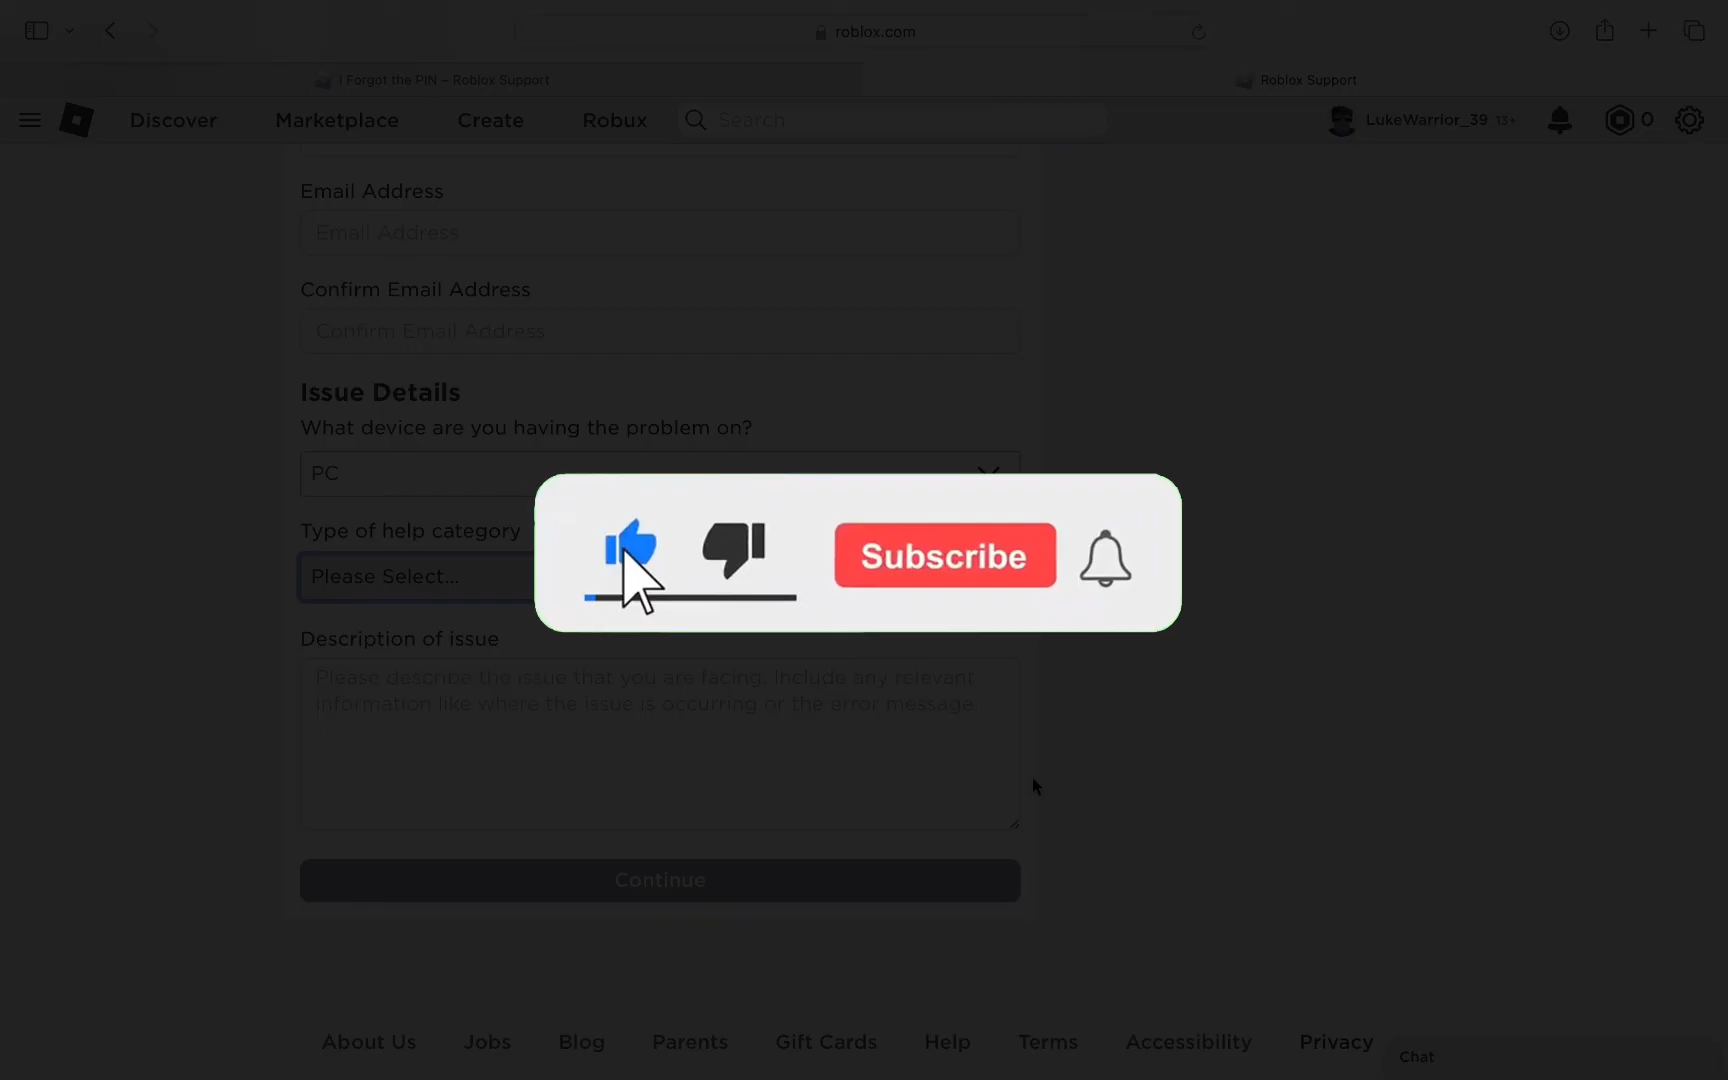 roblox.com
I Forgot the PIN – Roblox Support
Roblox Support
Discover
Marketplace
Create
Robux
Search
LukeWarrior_39 13+
0
Email Address
Email Address
Confirm Email Address
Confirm Email Address
Issue Details
What device are you having the problem on?
PC
Type of help category
Please Select...
Subscribe
Description of issue
Please describe the issue that you are facing. Include any relevant
information like where the issue is occurring or the error message.
Continue
About Us
Jobs
Blog
Parents
Gift Cards
Help
Terms
Accessibility
Privacy
Chat